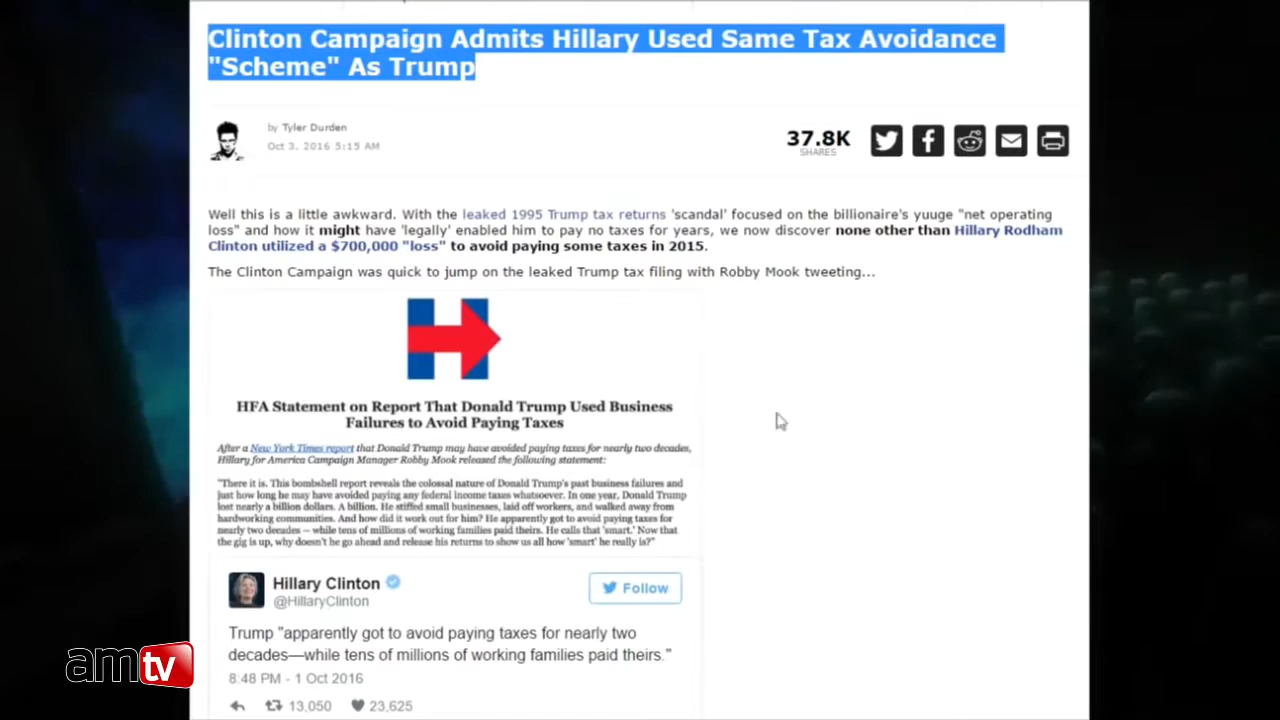 Clinton Campaign Admits Hillary Used Same Tax Avoidance
"Scheme" As Trump
by Tyler Durden
Oct 3, 2016 5:15 AM
37.8K
SHARES
Well this is a little awkward. With the leaked 1995 Trump tax returns 'scandal' focused on the billionaire's yuuge "net operating
loss" and how it might have 'legally' enabled him to pay no taxes for years, we now discover none other than Hillary Rodham
Clinton utilized a $700,000 "loss" to avoid paying some taxes in 2015.
The Clinton Campaign was quick to jump on the leaked Trump tax filing with Robby Mook tweeting...
HFA Statement on Report That Donald Trump Used Business
Failures to Avoid Paying Taxes
After a New York Times report that Donald Trump may have avoided paying taxes for nearly two decades,
Hillary for America Campaign Manager Robby Mook released the following statement:
"There it is. This bombshell report reveals the colossal nature of Donald Trump's past business failures and
just how long he may have avoided paying any federal income taxes whatsoever. In one year, Donald Trump
lost nearly a billion dollars. A billion. He stiffed small businesses, laid off workers, and walked away from
hardworking communities. And how did it work out for him? He apparently got to avoid paying taxes for
nearly two decades – while tens of millions of working families paid theirs. He calls that 'smart.' Now that
the gig is up, why doesn't he go ahead and release his returns to show us all how 'smart' he really is?"
Hillary Clinton
@HillaryClinton
Follow
Trump "apparently got to avoid paying taxes for nearly two
decades—while tens of millions of working families paid theirs."
8:48 PM - 1 Oct 2016
13,050 23,625
amtv